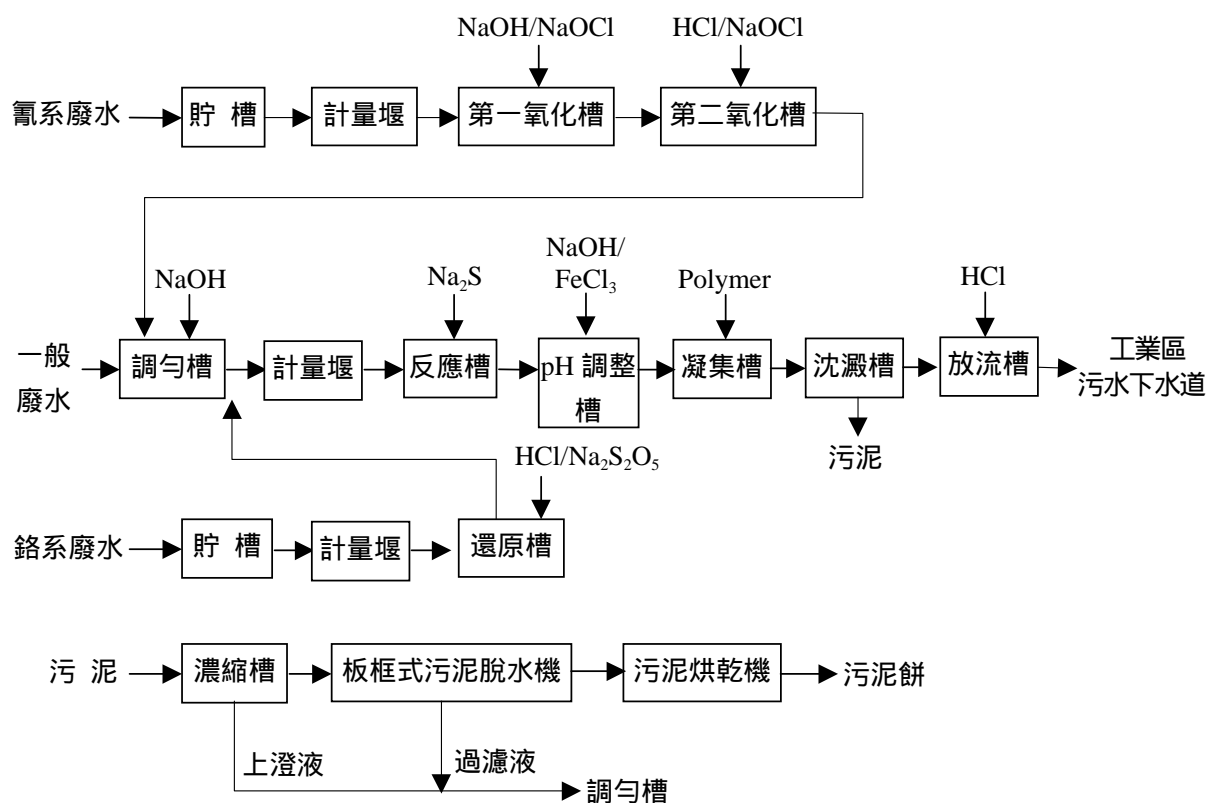 NaOH/NaOCl
HCl/NaOCl
氰系廢水
貯 槽
計量堰
第一氧化槽
第二氧化槽
NaOH
Na₂S
NaOH/
FeCl₃
Polymer
HCl
一般
廢水
調勻槽
計量堰
反應槽
pH 調整
槽
凝集槽
沈澱槽
放流槽
工業區
污水下水道
污泥
HCl/Na₂S₂O₅
鉻系廢水
貯 槽
計量堰
還原槽
污 泥
濃縮槽
板框式污泥脫水機
污泥烘乾機
污泥餅
上澄液
過濾液
調勻槽